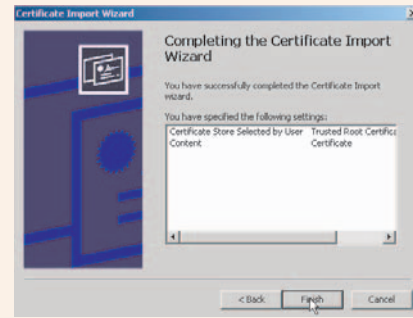 Certificate Import Wizard
Completing the Certificate Import
Wizard
You have successfully completed the Certificate Import
wizard.
You have specified the following settings:
Certificate Store Selected by User Trusted Root Certifica
Content Certificate
< Back Finish Cancel